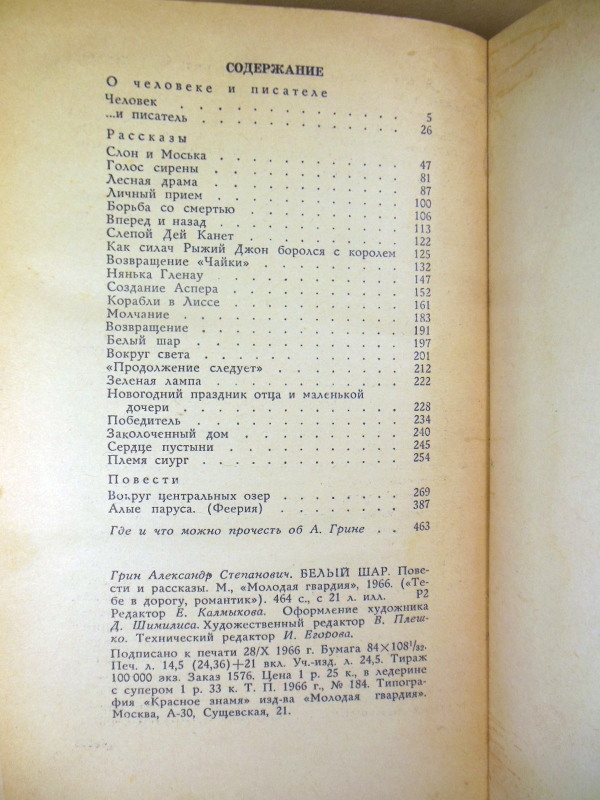 СОДЕРЖАНИЕ
О человеке и писателе
Человек . . . . . . . . . . . 5
...и писатель . . . . . . . . . . 26
Рассказы
Слон и Моська . . . . . . . . . 47
Голос сирены . . . . . . . . . 81
Лесная драма . . . . . . . . . 87
Личный прием . . . . . . . . . 100
Борьба со смертью . . . . . . . 106
Вперед и назад . . . . . . . . 113
Слепой Дей Канет . . . . . . . 122
Как силач Рыжий Джон боролся с королем 125
Возвращение «Чайки» . . . . . . 132
Нянька Гленау . . . . . . . . 147
Создание Аспера . . . . . . . . 152
Корабли в Лиссе . . . . . . . . 161
Молчание . . . . . . . . . . 183
Возвращение . . . . . . . . . 191
Белый шар . . . . . . . . . . 197
Вокруг света . . . . . . . . . 201
«Продолжение следует» . . . . . . 212
Зеленая лампа . . . . . . . . . 222
Новогодний праздник отца и маленькой
дочери . . . . . . . . . . 228
Победитель . . . . . . . . . . 234
Заколоченный дом . . . . . . . 240
Сердце пустыни . . . . . . . . 245
Племя сиург . . . . . . . . . 254
Повести
Вокруг центральных озер . . . . . 269
Алые паруса. (Феерия) . . . . . . 387
Где и что можно прочесть об А. Грине . . 463
Грин Александр Степанович. БЕЛЫЙ ШАР. Пове-
сти и рассказы. М., «Молодая гвардия», 1966. («Те-
бе в дорогу, романтик»). 464 с., с 21 л. илл. Р2
Редактор Е. Калмыкова. Оформление художника
Д. Шимилиса. Художественный редактор В. Плеш-
ко. Технический редактор И. Егорова.
Подписано к печати 28/X 1966 г. Бумага 84×108¹/₃₂.
Печ. л. 14,5 (24,36)+21 вкл. Уч.-изд. л. 24,5. Тираж
100 000 экз. Заказ 1576. Цена 1 р. 25 к., в ледерине
с супером 1 р. 33 к. Т. П. 1966 г., № 184. Типогра-
фия «Красное знамя» изд-ва «Молодая гвардия».
Москва, А-30, Сущевская, 21.